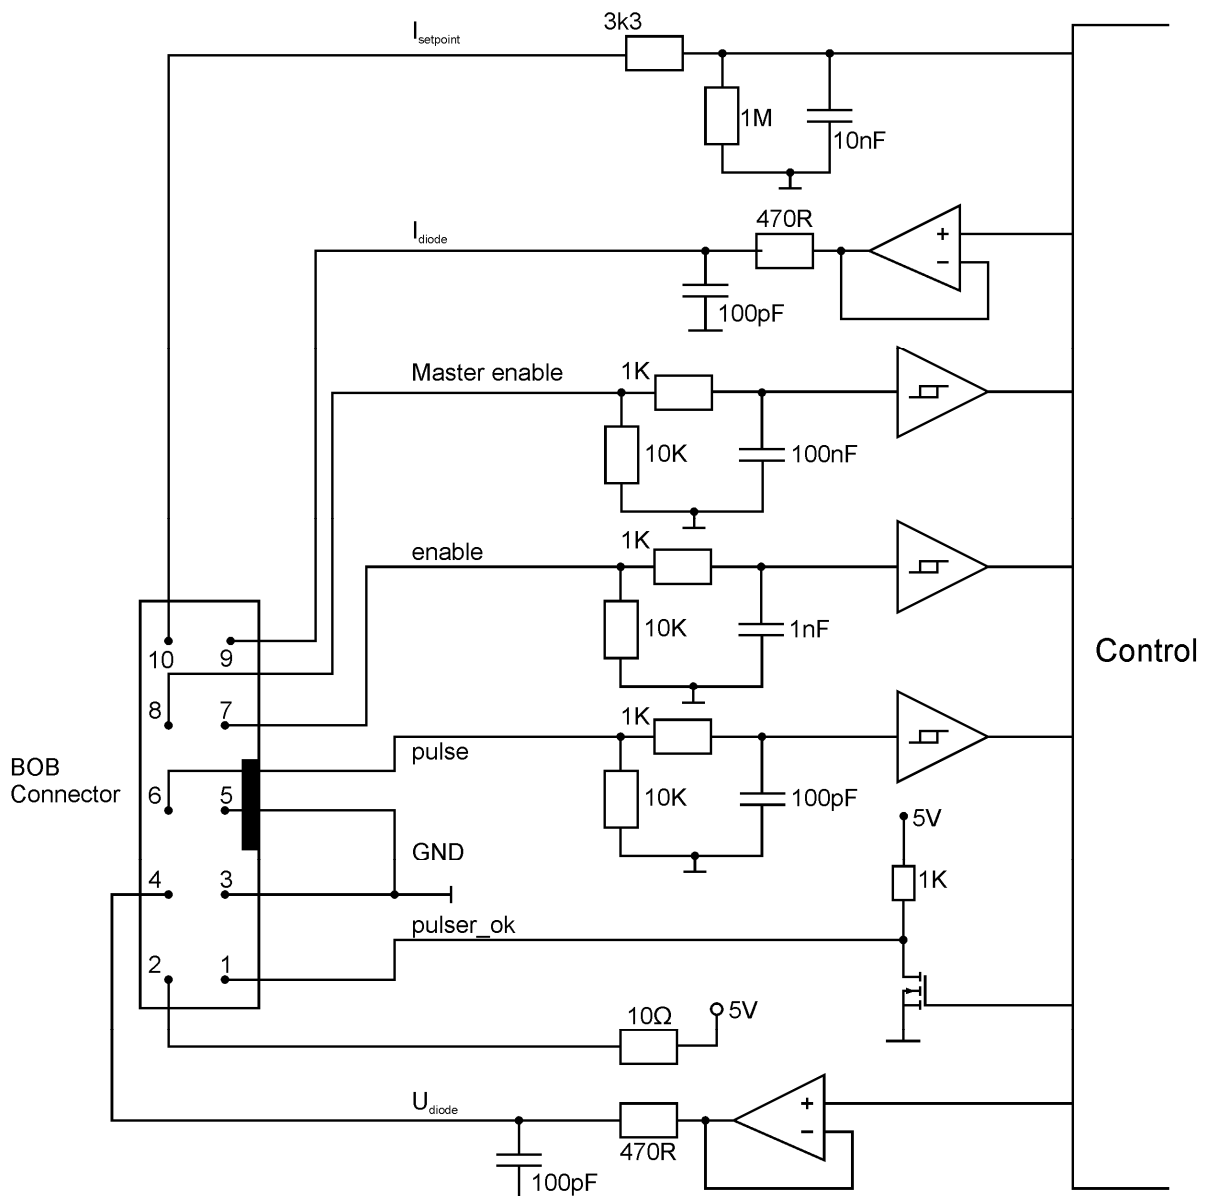 3k3
Isetpoint
1M
10nF
470R
Idiode
+
−
100pF
1K
Master enable
10K
100nF
1K
enable
10K
1nF
Control
10 9
8 7
1K
pulse
BOB
Connector
6 5
10K
100pF
5V
GND
4 3
1K
pulser_ok
2 1
10Ω
5V
Udiode
+
−
470R
100pF